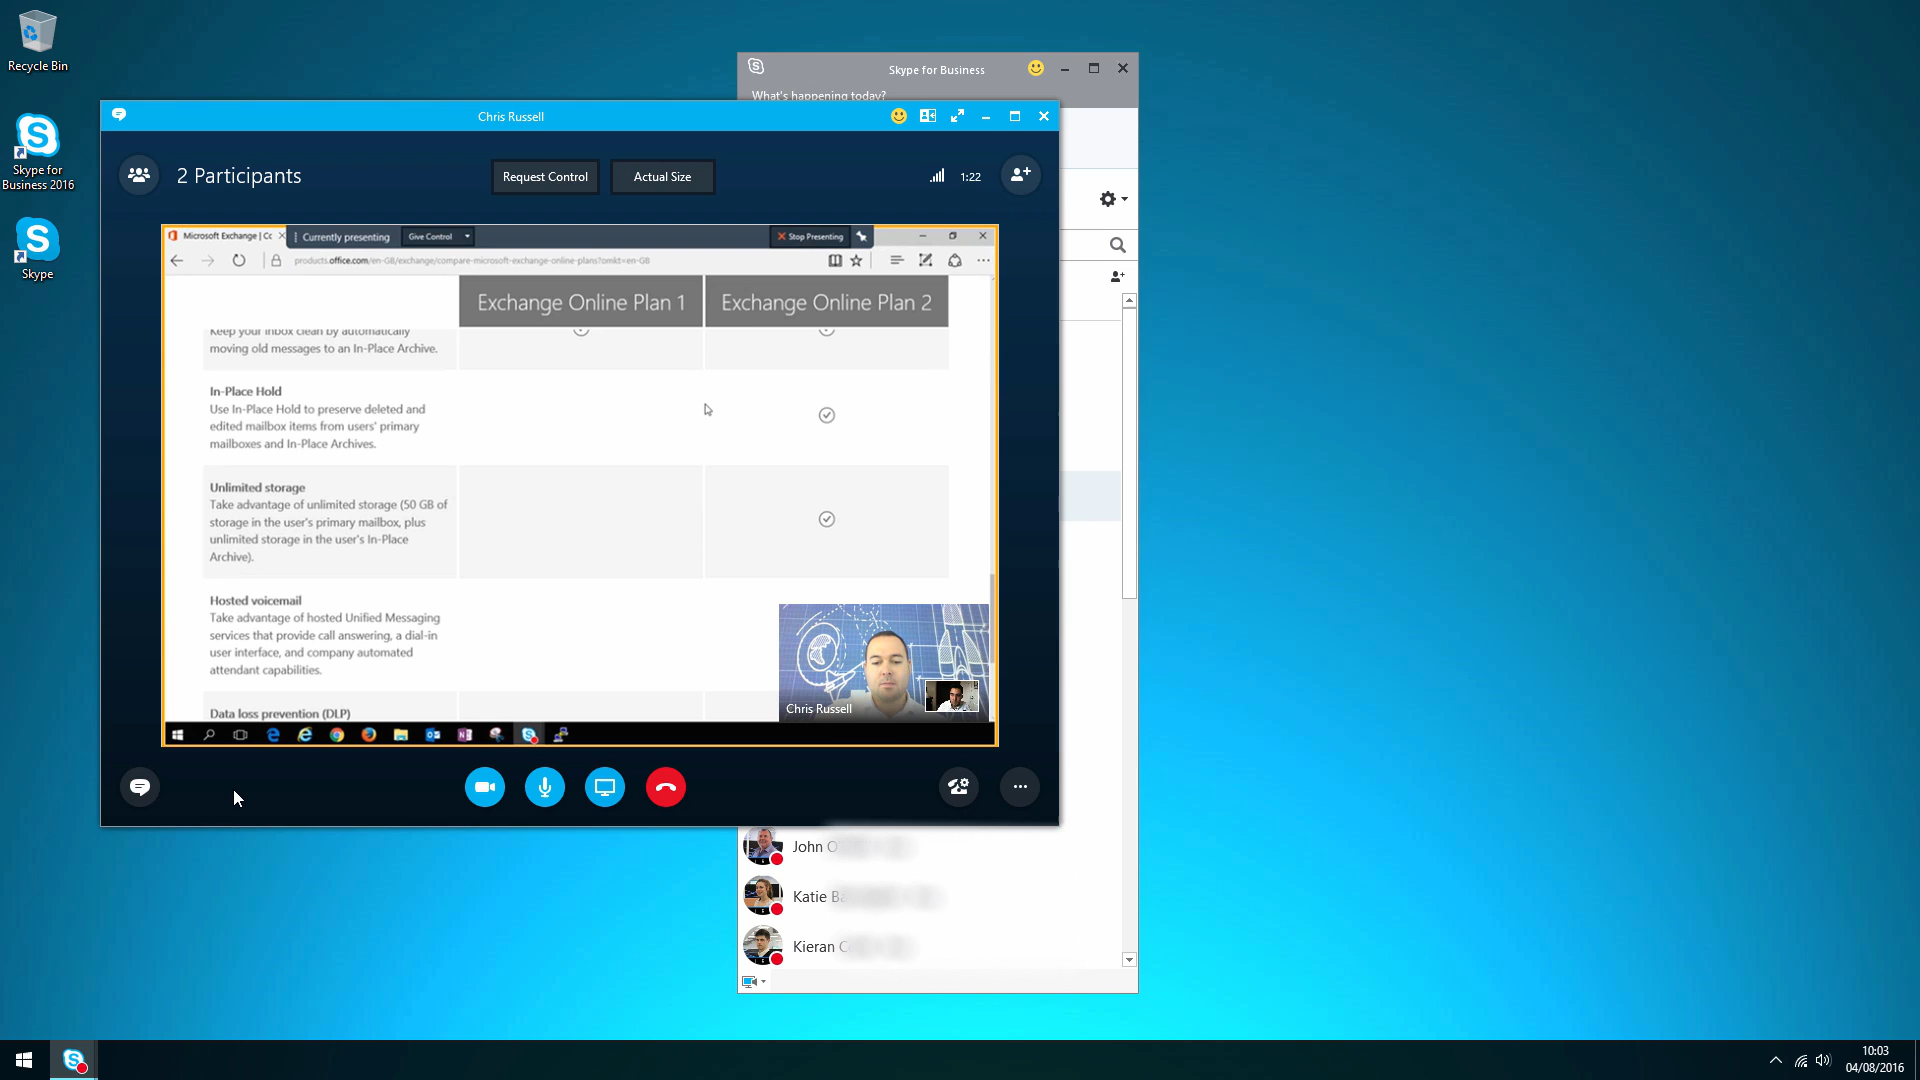 Recycle Bin
Skype for
Business 2016
Skype
Skype for Business
What's happening today?
Chris Russell
2 Participants
Request Control
Actual Size
1:22
Microsoft Exchange | Cc
Currently presenting
Give Control
Stop Presenting
products.office.com/en-GB/exchange/compare-microsoft-exchange-online-plans?omkt=en-GB
Exchange Online Plan 1
Exchange Online Plan 2
Keep your inbox clean by automatically
moving old messages to an In-Place Archive.
In-Place Hold
Use In-Place Hold to preserve deleted and
edited mailbox items from users' primary
mailboxes and In-Place Archives.
Unlimited storage
Take advantage of unlimited storage (50 GB of
storage in the user's primary mailbox, plus
unlimited storage in the user's In-Place
Archive).
Hosted voicemail
Take advantage of hosted Unified Messaging
services that provide call answering, a dial-in
user interface, and company automated
attendant capabilities.
Data loss prevention (DLP)
Chris Russell
John O
Katie Ba
Kieran C
10:03
04/08/2016